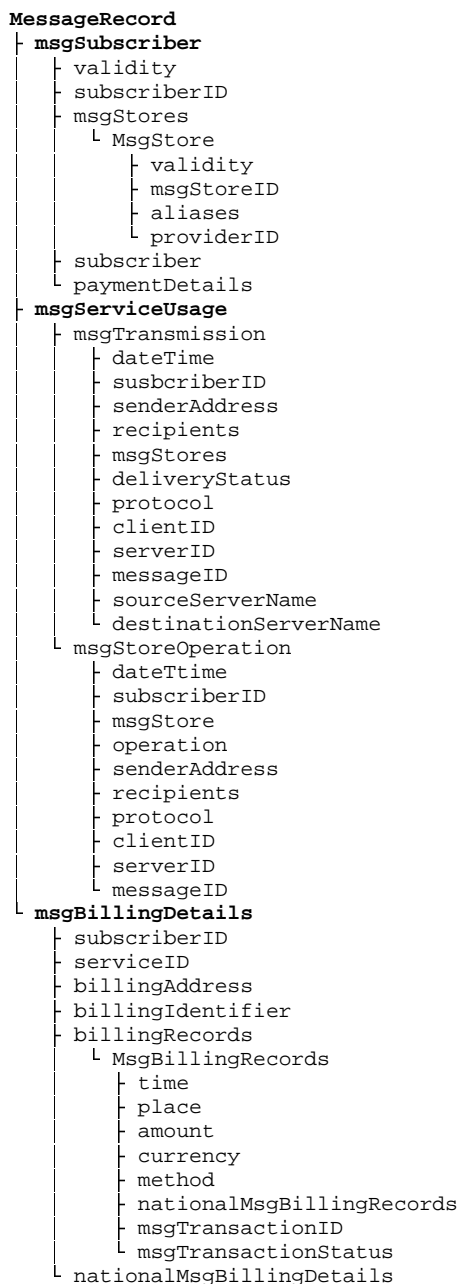 MessageRecord
msgSubscriber
validity
subscriberID
msgStores
MsgStore
validity
msgStoreID
aliases
providerID
subscriber
paymentDetails
msgServiceUsage
msgTransmission
dateTime
susbcriberID
senderAddress
recipients
msgStores
deliveryStatus
protocol
clientID
serverID
messageID
sourceServerName
destinationServerName
msgStoreOperation
dateTtime
subscriberID
msgStore
operation
senderAddress
recipients
protocol
clientID
serverID
messageID
msgBillingDetails
subscriberID
serviceID
billingAddress
billingIdentifier
billingRecords
MsgBillingRecords
time
place
amount
currency
method
nationalMsgBillingRecords
msgTransactionID
msgTransactionStatus
nationalMsgBillingDetails